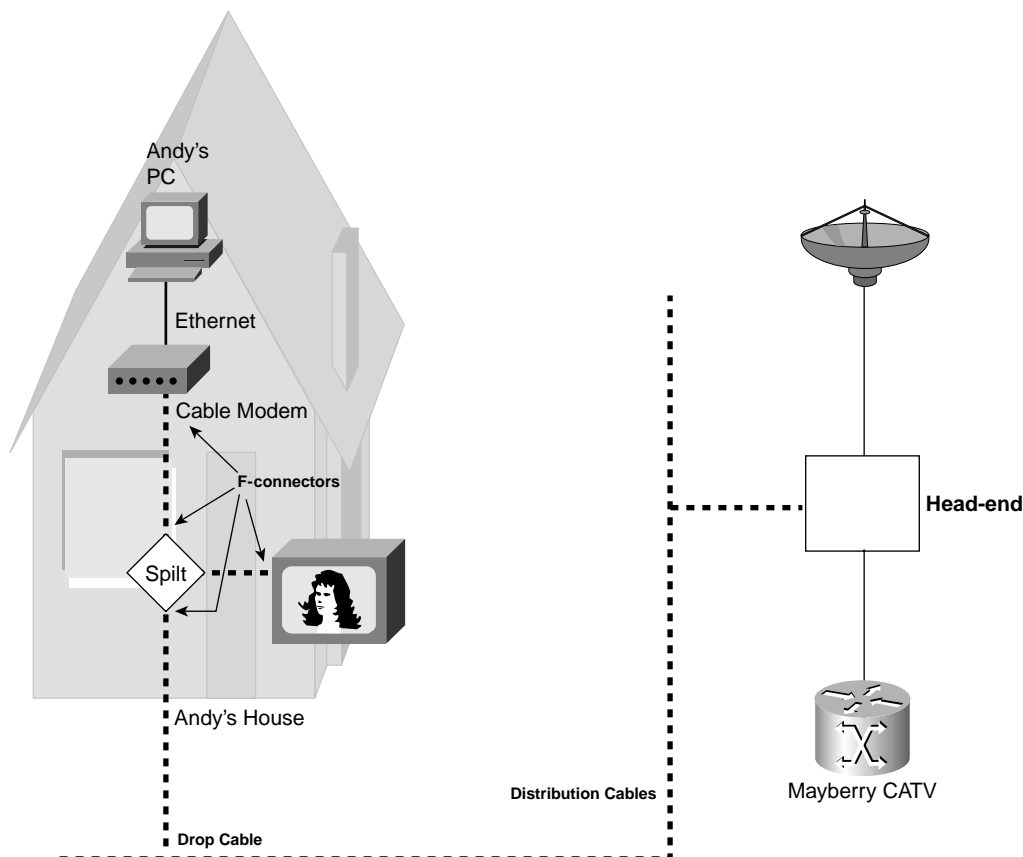 Andy's
PC
Ethernet
Cable Modem
F-connectors
Head-end
Spilt
Andy's House
Distribution Cables
Mayberry CATV
Drop Cable